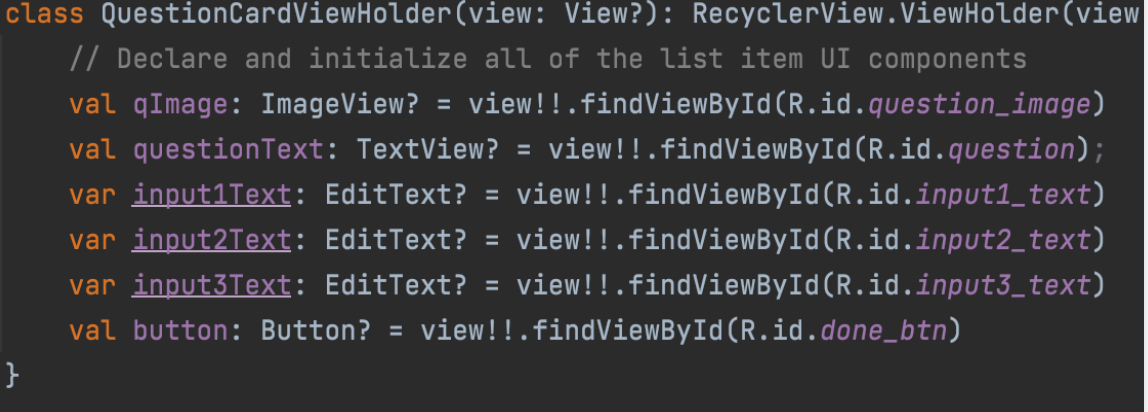 class QuestionCardViewHolder(view: View?): RecyclerView.ViewHolder(view
// Declare and initialize all of the list item UI components
val qImage: ImageView? = view!!.findViewById(R.id.question_image)
val questionText: TextView? = view!!.findViewById(R.id.question);
var input1Text: EditText? = view!!.findViewById(R.id.input1_text)
var input2Text: EditText? = view!!.findViewById(R.id.input2_text)
var input3Text: EditText? = view!!.findViewById(R.id.input3_text)
val button: Button? = view!!.findViewById(R.id.done_btn)
}